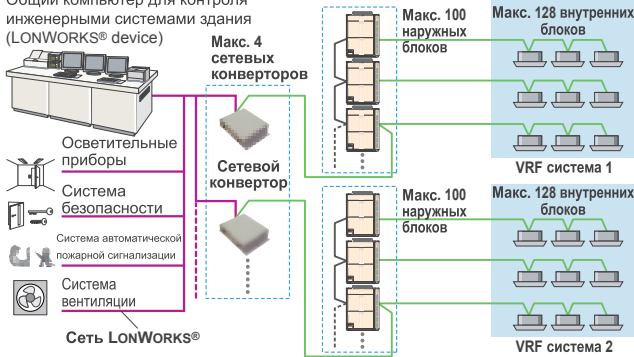 Общий компьютер для контроля
инженерными системами здания
(LONWORKS® device)
Макс. 4
сетевых
конверторов
Макс. 100
наружных
блоков
Макс. 128 внутренних
блоков
Осветительные
приборы
Сетевой
конвертор
VRF система 1
Система
безопасности
Макс. 100
наружных
блоков
Макс. 128 внутренних
блоков
Система автоматической
пожарной сигнализации
Система
вентиляции
Сеть LONWORKS®
VRF система 2